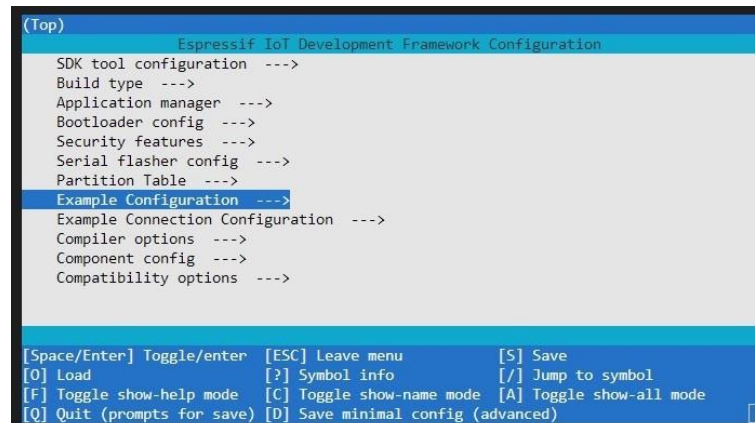 (Top)
Espressif IoT Development Framework Configuration
SDK tool configuration --->
Build type --->
Application manager --->
Bootloader config --->
Security features --->
Serial flasher config --->
Partition Table --->
Example Configuration --->
Example Connection Configuration --->
Compiler options --->
Component config --->
Compatibility options --->
[Space/Enter] Toggle/enter [ESC] Leave menu [S] Save
[O] Load [?] Symbol info [/] Jump to symbol
[F] Toggle show-help mode [C] Toggle show-name mode [A] Toggle show-all mode
[Q] Quit (prompts for save) [D] Save minimal config (advanced)